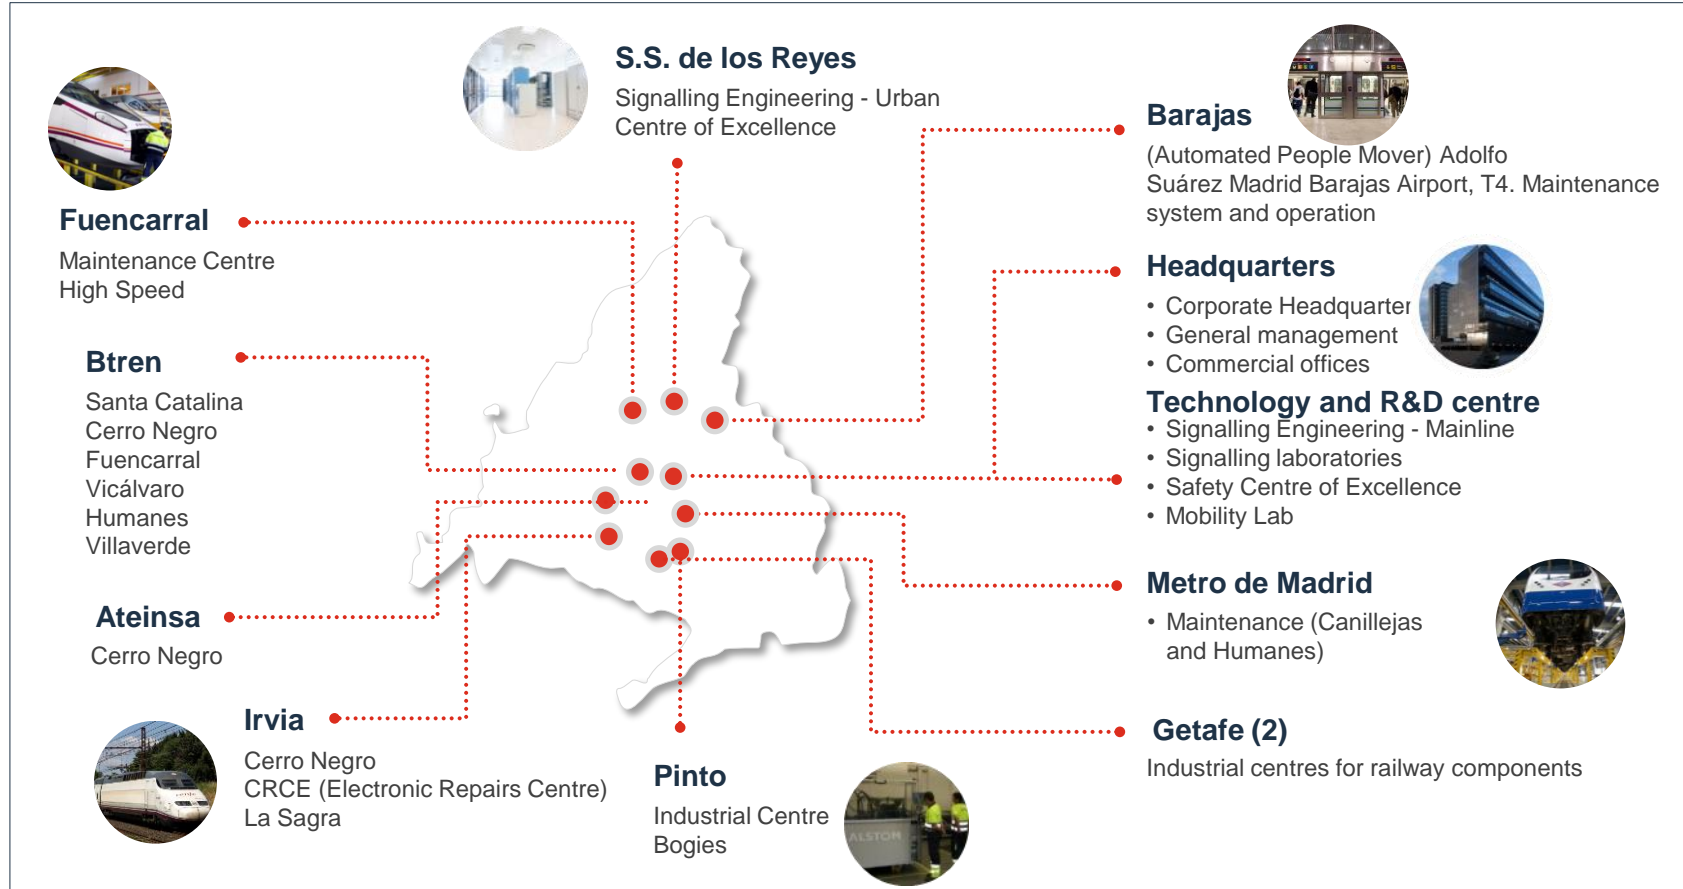 S.S. de los Reyes
Signalling Engineering - Urban
Centre of Excellence
Fuencarral
Maintenance Centre
High Speed
Btren
Santa Catalina
Cerro Negro
Fuencarral
Vicálvaro
Humanes
Villaverde
Ateinsa
Cerro Negro
Irvia
Cerro Negro
CRCE (Electronic Repairs Centre)
La Sagra
Pinto
Industrial Centre
Bogies
ALSTON
Barajas
(Automated People Mover) Adolfo
Suárez Madrid Barajas Airport, T4. Maintenance
system and operation
Headquarters
• Corporate Headquarter
• General management
• Commercial offices
Technology and R&D centre
• Signalling Engineering - Mainline
• Signalling laboratories
• Safety Centre of Excellence
• Mobility Lab
Metro de Madrid
• Maintenance (Canillejas
and Humanes)
Getafe (2)
Industrial centres for railway components